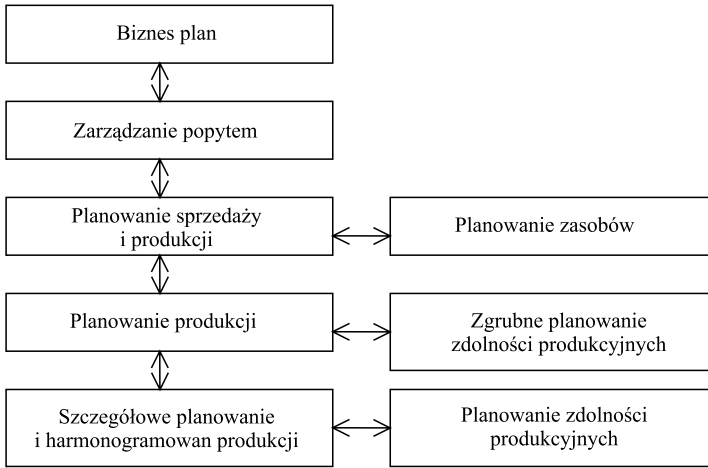 Biznes plan
Zarządzanie popytem
Planowanie sprzedaży
i produkcji
Planowanie zasobów
Planowanie produkcji
Zgrubne planowanie
zdolności produkcyjnych
Szczegółowe planowanie
i harmonogramowan produkcji
Planowanie zdolności
produkcyjnych